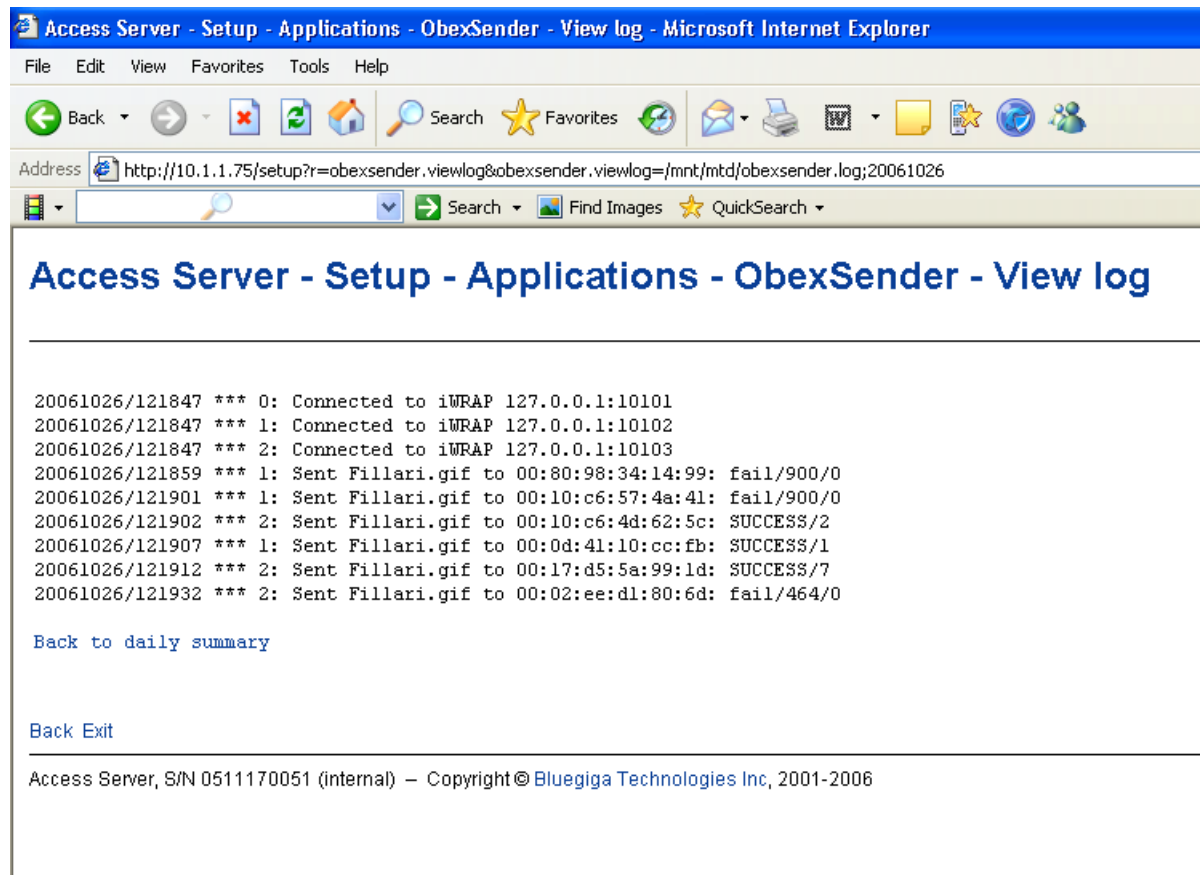 Access Server - Setup - Applications - ObexSender - View log - Microsoft Internet Explorer
File Edit View Favorites Tools Help
Back Search Favorites
Address http://10.1.1.75/setup?r=obexsender.viewlog&obexsender.viewlog=/mnt/mtd/obexsender.log;20061026
Search Find Images QuickSearch
Access Server - Setup - Applications - ObexSender - View log
20061026/121847 *** 0: Connected to iWRAP 127.0.0.1:10101
20061026/121847 *** 1: Connected to iWRAP 127.0.0.1:10102
20061026/121847 *** 2: Connected to iWRAP 127.0.0.1:10103
20061026/121859 *** 1: Sent Fillari.gif to 00:80:98:34:14:99: fail/900/0
20061026/121901 *** 1: Sent Fillari.gif to 00:10:c6:57:4a:41: fail/900/0
20061026/121902 *** 2: Sent Fillari.gif to 00:10:c6:4d:62:5c: SUCCESS/2
20061026/121907 *** 1: Sent Fillari.gif to 00:0d:41:10:cc:fb: SUCCESS/1
20061026/121912 *** 2: Sent Fillari.gif to 00:17:d5:5a:99:1d: SUCCESS/7
20061026/121932 *** 2: Sent Fillari.gif to 00:02:ee:d1:80:6d: fail/464/0
Back to daily summary
Back Exit
Access Server, S/N 0511170051 (internal) – Copyright © Bluegiga Technologies Inc, 2001-2006